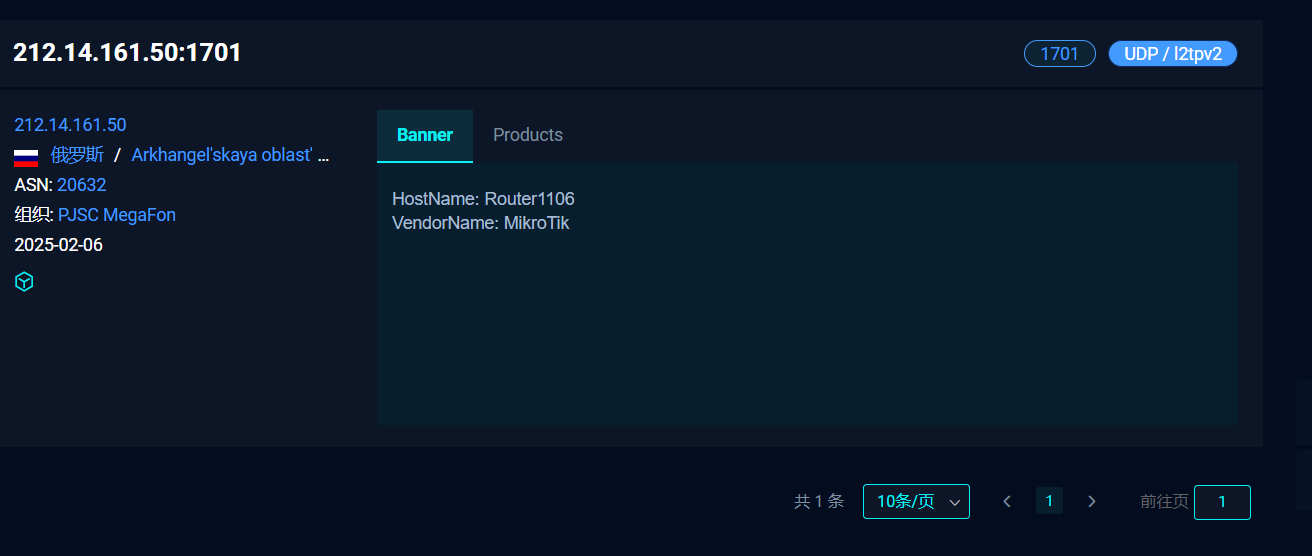 212.14.161.50:1701
1701
UDP / l2tpv2
212.14.161.50
俄罗斯 / Arkhangel'skaya oblast' ...
ASN: 20632
组织: PJSC MegaFon
2025-02-06
Banner
Products
HostName: Router1106
VendorName: MikroTik
共 1 条
10条/页
1
前往页 1